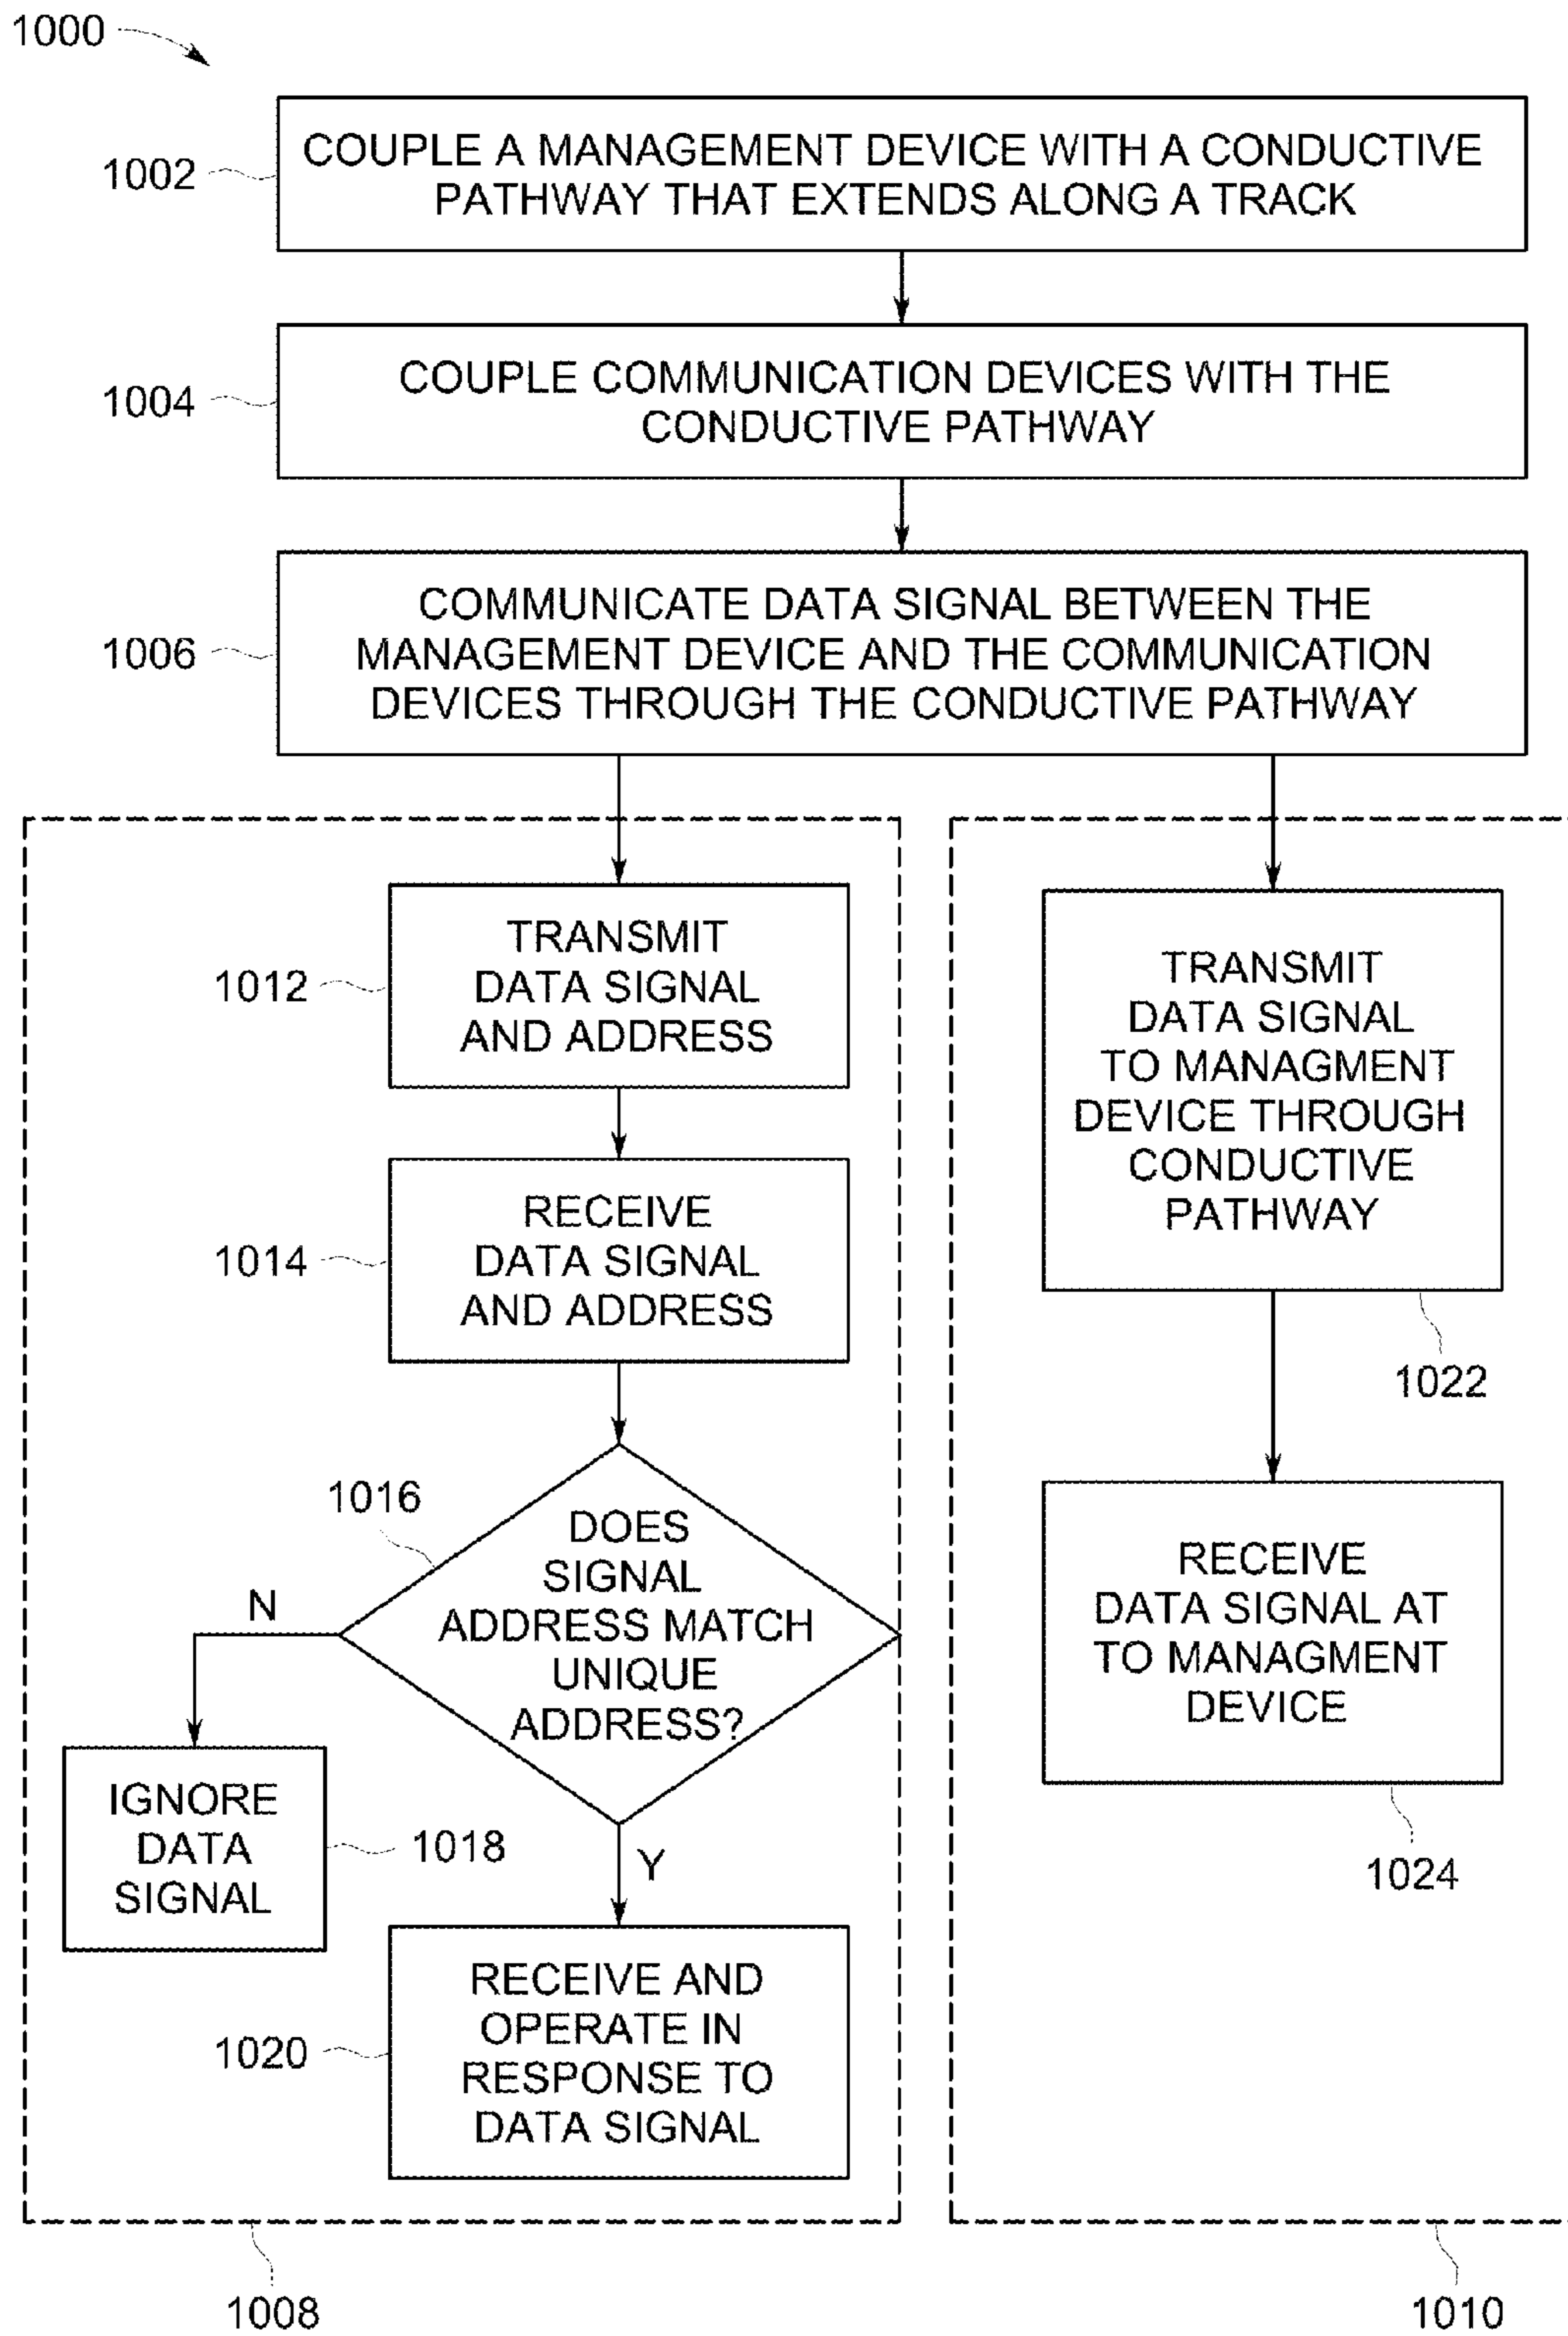 1000
1002
COUPLE A MANAGEMENT DEVICE WITH A CONDUCTIVE
PATHWAY THAT EXTENDS ALONG A TRACK
1004
COUPLE COMMUNICATION DEVICES WITH THE
CONDUCTIVE PATHWAY
1006
COMMUNICATE DATA SIGNAL BETWEEN THE
MANAGEMENT DEVICE AND THE COMMUNICATION
DEVICES THROUGH THE CONDUCTIVE PATHWAY
1012
TRANSMIT
DATA SIGNAL
AND ADDRESS
1014
RECEIVE
DATA SIGNAL
AND ADDRESS
1016
DOES
SIGNAL
ADDRESS MATCH
UNIQUE
ADDRESS?
N
IGNORE
DATA
SIGNAL
1018
Y
1020
RECEIVE AND
OPERATE IN
RESPONSE TO
DATA SIGNAL
1008
TRANSMIT
DATA SIGNAL
TO MANAGMENT
DEVICE THROUGH
CONDUCTIVE
PATHWAY
1022
RECEIVE
DATA SIGNAL AT
TO MANAGMENT
DEVICE
1024
1010